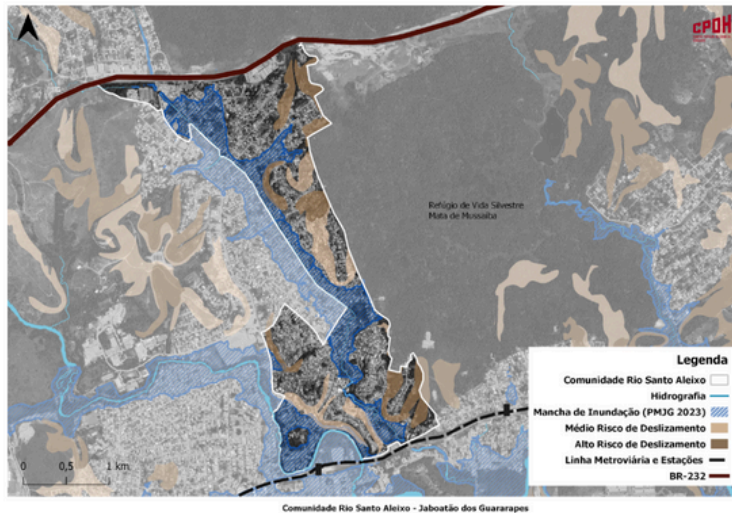 CPDH
Refúgio de Vida Silvestre
Mata de Mussaíba
Legenda
Comunidade Rio Santo Aleixo
Hidrografia
Mancha de Inundação (PMJG 2023)
Médio Risco de Deslizamento
Alto Risco de Deslizamento
Linha Metroviária e Estações
BR-232
0 0,5 1 km
Comunidade Rio Santo Aleixo - Jaboatão dos Guararapes